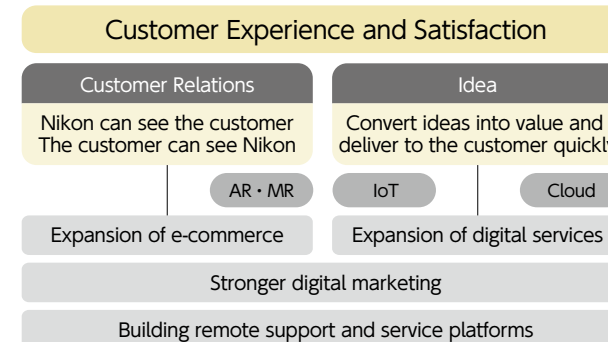 Customer Experience and Satisfaction
Customer Relations
Nikon can see the customer
The customer can see Nikon
Idea
Convert ideas into value and
deliver to the customer quickly
AR・MR
IoT
Cloud
Expansion of e-commerce
Expansion of digital services
Stronger digital marketing
Building remote support and service platforms